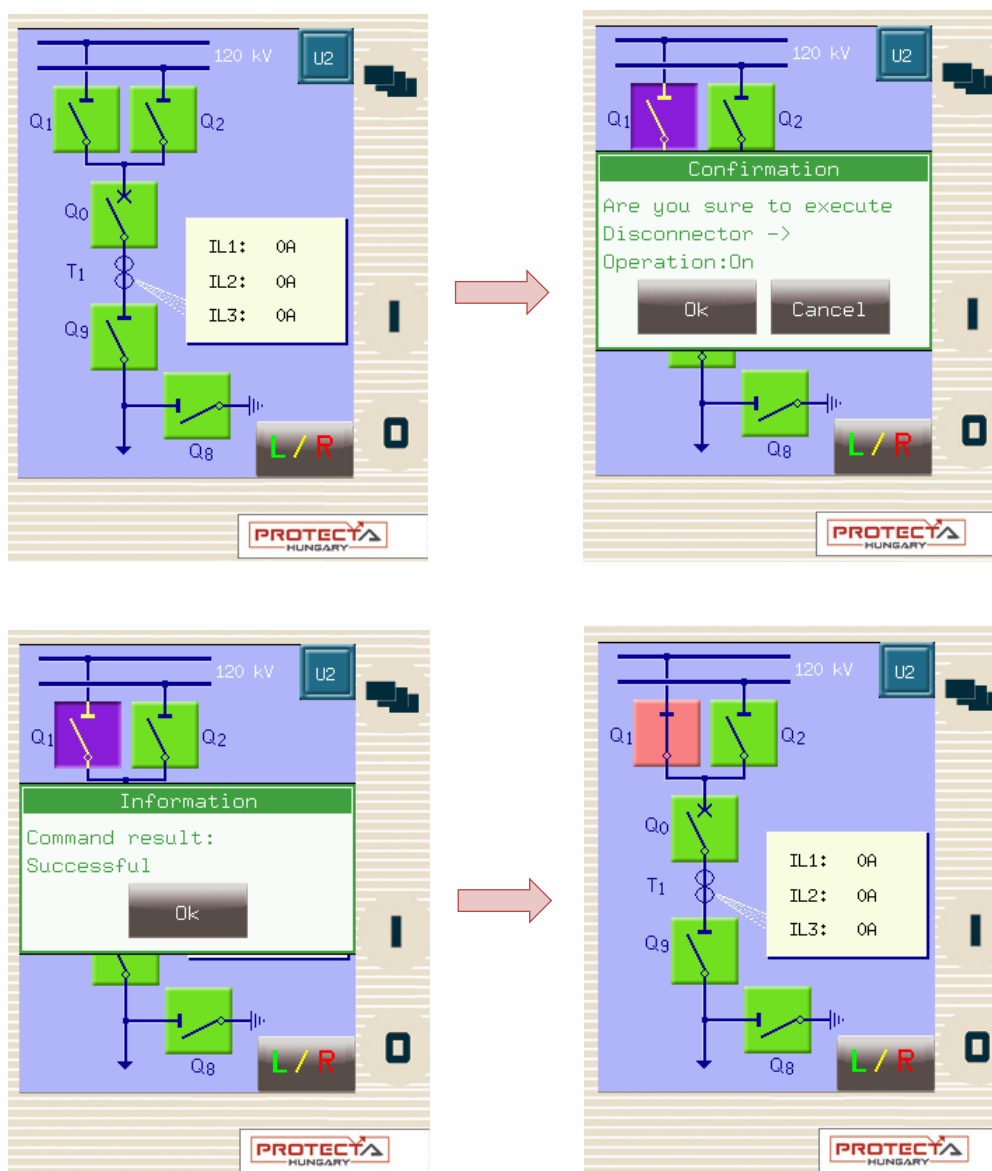 120 kV
U2
Q1
Q2
Q0
IL1: 0A
T1
IL2: 0A
IL3: 0A
Q9
Q8
L/R
I
O
PROTECTA
HUNGARY
120 kV
U2
Q1
Q2
Confirmation
Are you sure to execute
Disconnector ->
Operation:On
Ok Cancel
Q8
L/R
I
O
PROTECTA
HUNGARY
120 kV
U2
Q1
Q2
Information
Command result:
Successful
Ok
Q8
L/R
I
O
PROTECTA
HUNGARY
120 kV
U2
Q1
Q2
Q0
IL1: 0A
T1
IL2: 0A
IL3: 0A
Q9
Q8
L/R
I
O
PROTECTA
HUNGARY